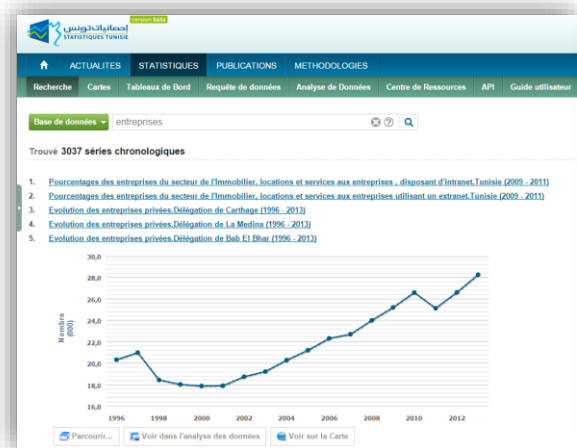 version beta
إحصائيات تونس
STATISTIQUES TUNISIE
ACTUALITES STATISTIQUES PUBLICATIONS METHODOLOGIES
Recherche Cartes Tableaux de Bord Requête de données Analyse de Données Centre de Ressources API Guide utilisateur
Base de données entreprises
Trouvé 3037 séries chronologiques
1. Pourcentages des entreprises du secteur de l'Immobilier, locations et services aux entreprises , disposant d'intranet.Tunisie (2009 - 2011)
2. Pourcentages des entreprises du secteur de l'Immobilier, locations et services aux entreprises utilisant un extranet.Tunisie (2009 - 2011)
3. Evolution des entreprises privées.Délégation de Carthage (1996 - 2013)
4. Evolution des entreprises privées.Délégation de La Medina (1996 - 2013)
5. Evolution des entreprises privées.Délégation de Bab El Bhar (1996 - 2013)
30,0
28,0
26,0
24,0
22,0
20,0
18,0
16,0
Nombre
(000)
1996 1998 2000 2002 2004 2006 2008 2010 2012
Parcourir... Voir dans l'analyse des données Voir sur la Carte